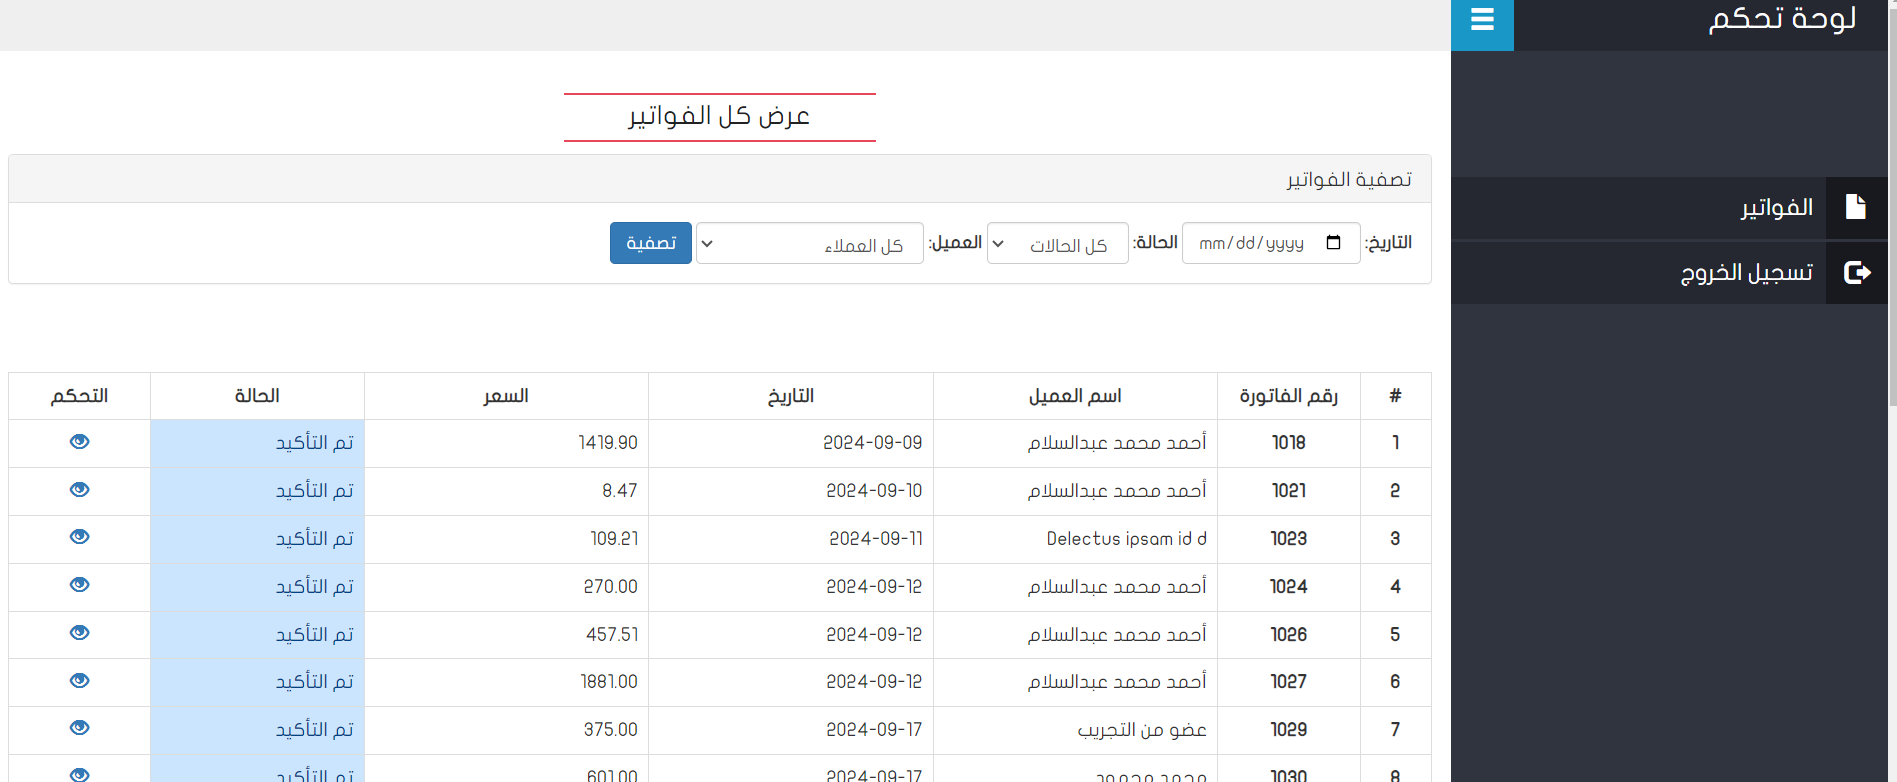 لوحة تحكم
الفواتير
تسجيل الخروج
عرض كل الفواتير
تصفية الفواتير
التاريخ: mm/dd/yyyy الحالة: كل الحالات العميل: كل العملاء تصفية
# رقم الفاتورة اسم العميل التاريخ السعر الحالة التحكم
1 1018 أحمد محمد عبدالسلام 2024-09-09 1419.90 تم التأكيد
2 1021 أحمد محمد عبدالسلام 2024-09-10 8.47 تم التأكيد
3 1023 Delectus ipsam id d 2024-09-11 109.21 تم التأكيد
4 1024 أحمد محمد عبدالسلام 2024-09-12 270.00 تم التأكيد
5 1026 أحمد محمد عبدالسلام 2024-09-12 457.51 تم التأكيد
6 1027 أحمد محمد عبدالسلام 2024-09-12 1881.00 تم التأكيد
7 1029 عضو من التجريب 2024-09-17 375.00 تم التأكيد
8 1030 محمد محمود 2024-09-17 601.00 تم التأكيد